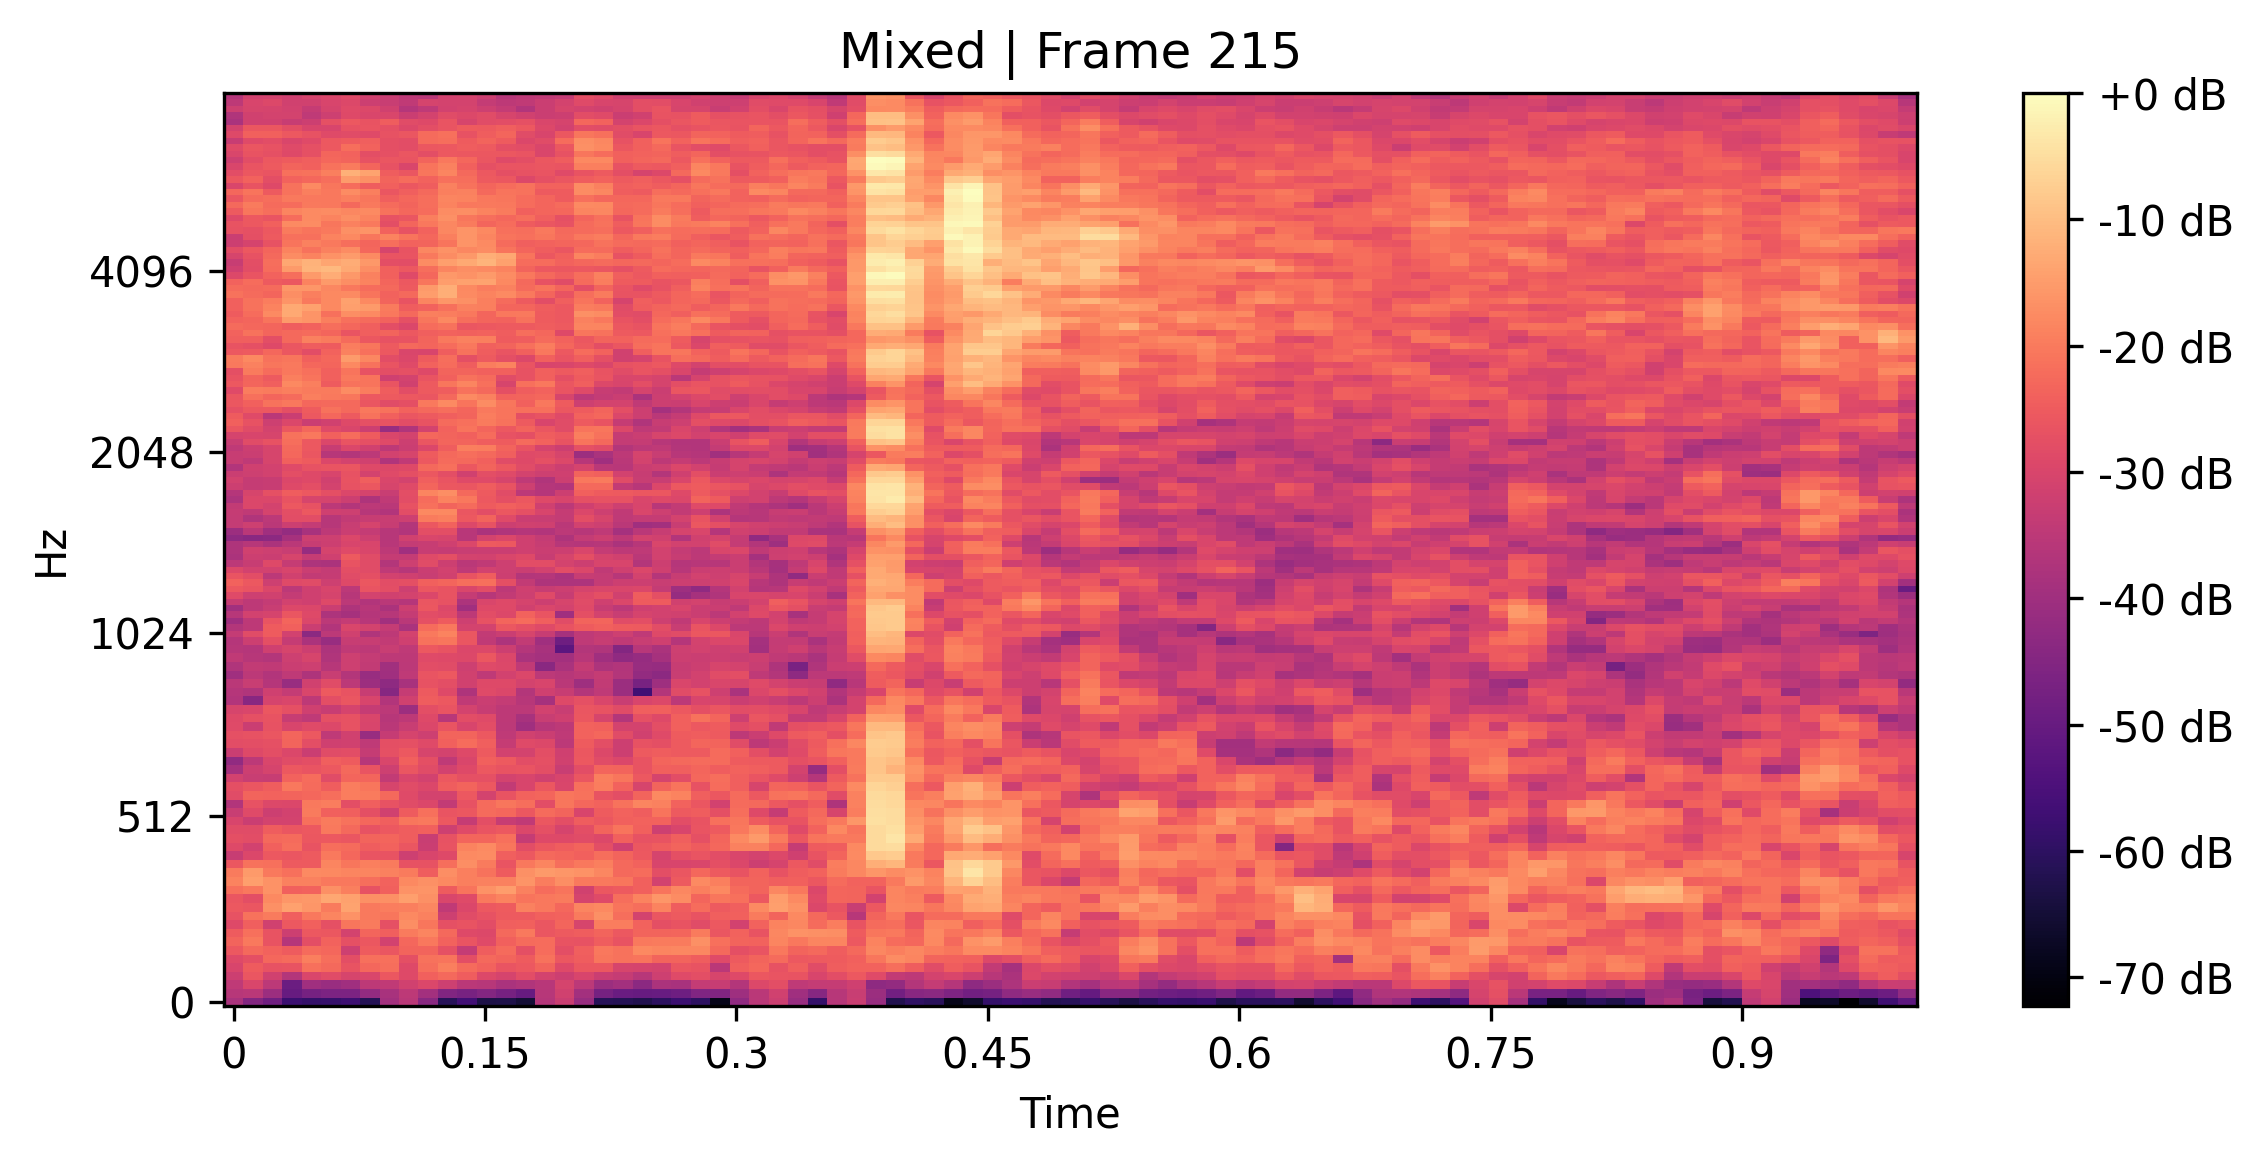 Mixed | Frame 215
+0 dB
-10 dB
-20 dB
-30 dB
-40 dB
-50 dB
-60 dB
-70 dB
Hz
4096
2048
1024
512
0
0 0.15 0.3 0.45 0.6 0.75 0.9
Time